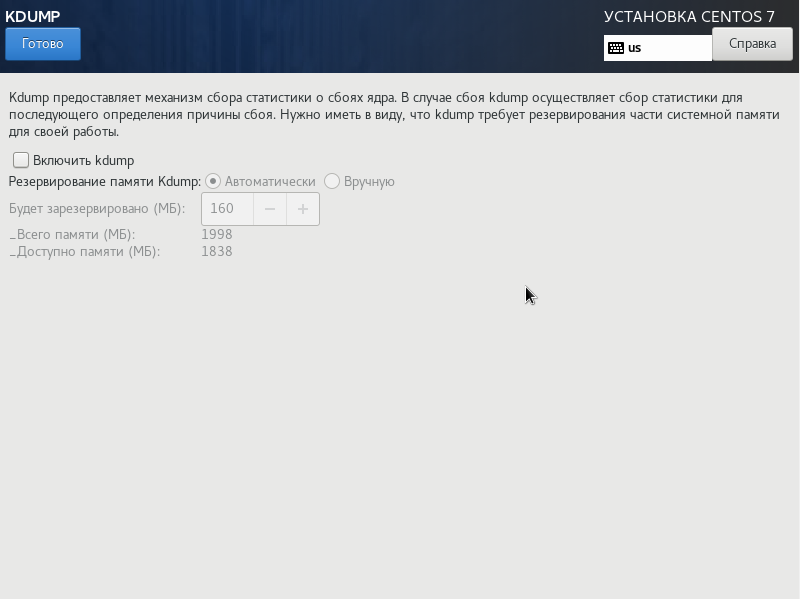 KDUMP
УСТАНОВКА CENTOS 7
Готово
us
Справка
Kdump предоставляет механизм сбора статистики о сбоях ядра. В случае сбоя kdump осуществляет сбор статистики для
последующего определения причины сбоя. Нужно иметь в виду, что kdump требует резервирования части системной памяти
для своей работы.
Включить kdump
Резервирование памяти Kdump: Автоматически Вручную
Будет зарезервировано (МБ): 160 − +
_Всего памяти (МБ): 1998
_Доступно памяти (МБ): 1838